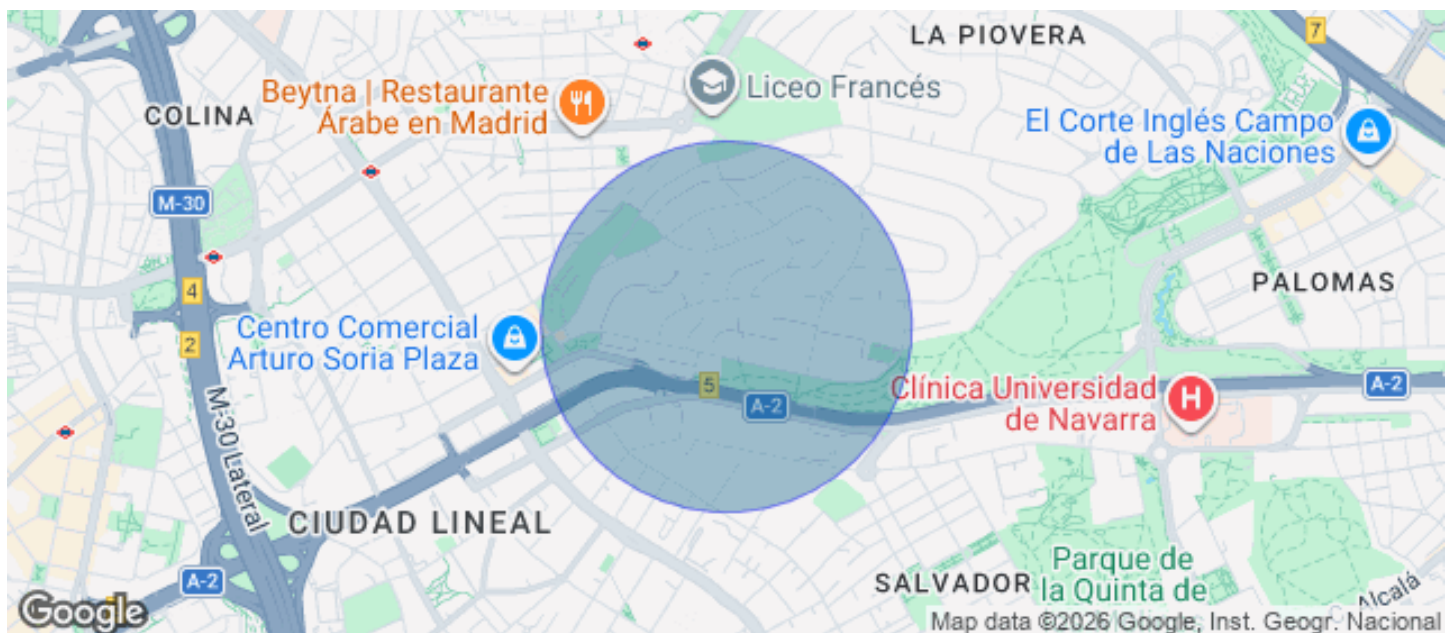 LA PIOVERA
7
Beytna | Restaurante
Árabe en Madrid
Liceo Francés
COLINA
El Corte Inglés Campo
de Las Naciones
M-30
4
PALOMAS
2
Centro Comercial
Arturo Soria Plaza
5
A-2
A-2
Clínica Universidad
de Navarra
H
M-30 Lateral
CIUDAD LINEAL
A-2
SALVADOR
Parque de
la Quinta de
Alcalá
Google
Map data ©2026 Google, Inst. Geogr. Nacional